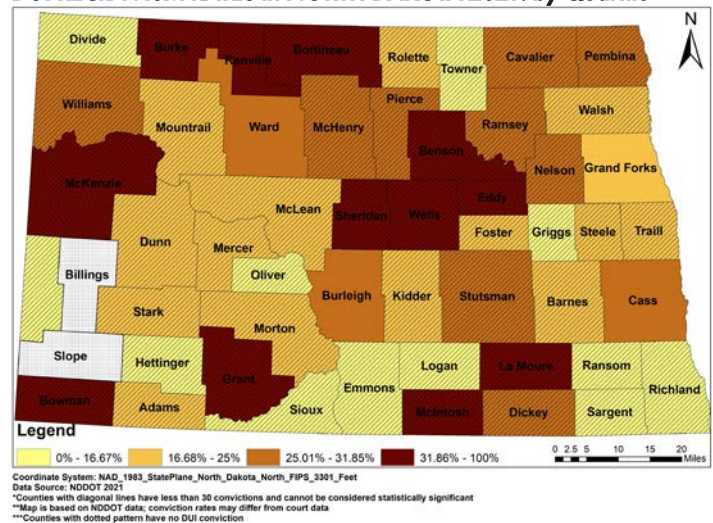 in North Dakota 2021, by
N
Divide Burke Renville Bottineau Rolette Towner Cavalier Pembina
Williams Mountrail Ward McHenry Pierce Ramsey Walsh
McKenzie Benson Nelson Grand Forks
McLean Sheridan Wells Eddy
Dunn Mercer Foster Griggs Steele Traill
Billings Oliver
Stark Morton Burleigh Kidder Stutsman Barnes Cass
Slope Hettinger Grant Logan La Moure Ransom
Emmons Richland
Bowman Adams Sioux McIntosh Dickey Sargent
Legend
0% - 16.67% 16.68% - 25% 25.01% - 31.85% 31.86% - 100%
0 2.5 5 10 15 20
Miles
Coordinate System: NAD_1983_StatePlane_North_Dakota_North_FIPS_3301_Feet
Data Source: NDDOT 2021
*Counties with diagonal lines have less than 30 convictions and cannot be considered statistically significant
**Map is based on NDDOT data; conviction rates may differ from court data
***Counties with dotted pattern have no DUI conviction